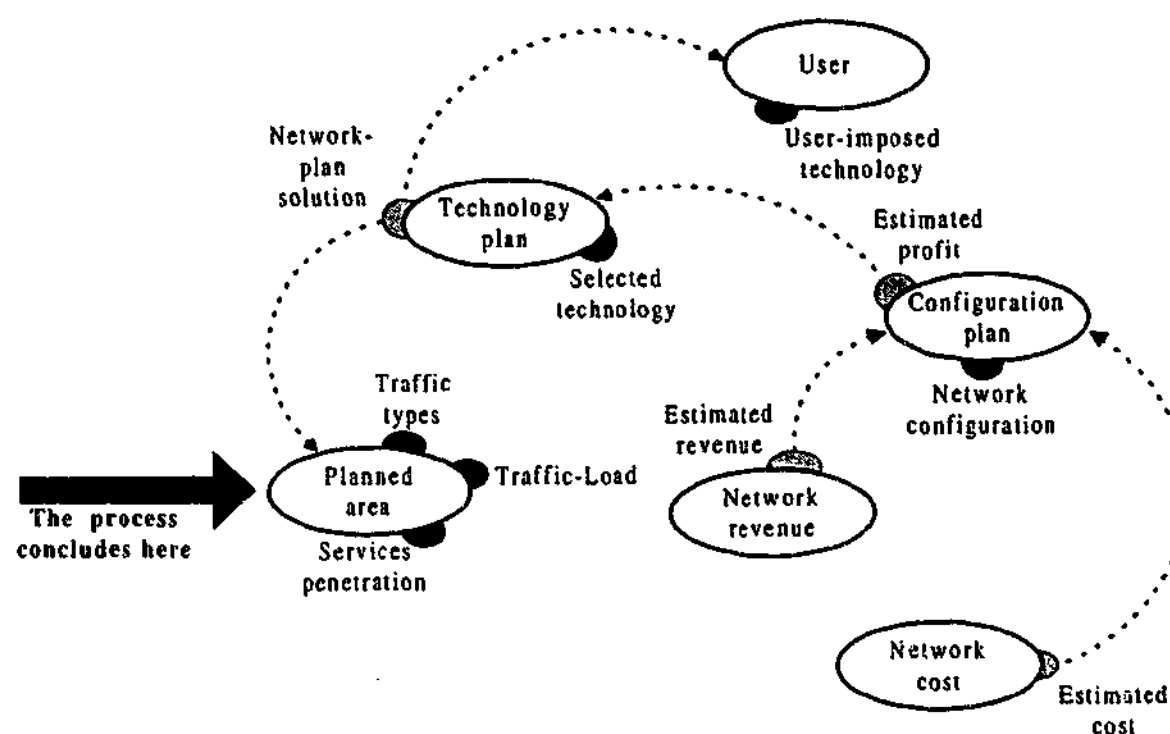 User
User-imposed
technology
Network-
plan
solution
Technology
plan
Selected
technology
Estimated
profit
Configuration
plan
Network
configuration
Traffic
types
Estimated
revenue
Planned
area
Traffic-Load
Network
revenue
The process
concludes here
Services
penetration
Network
cost
Estimated
cost